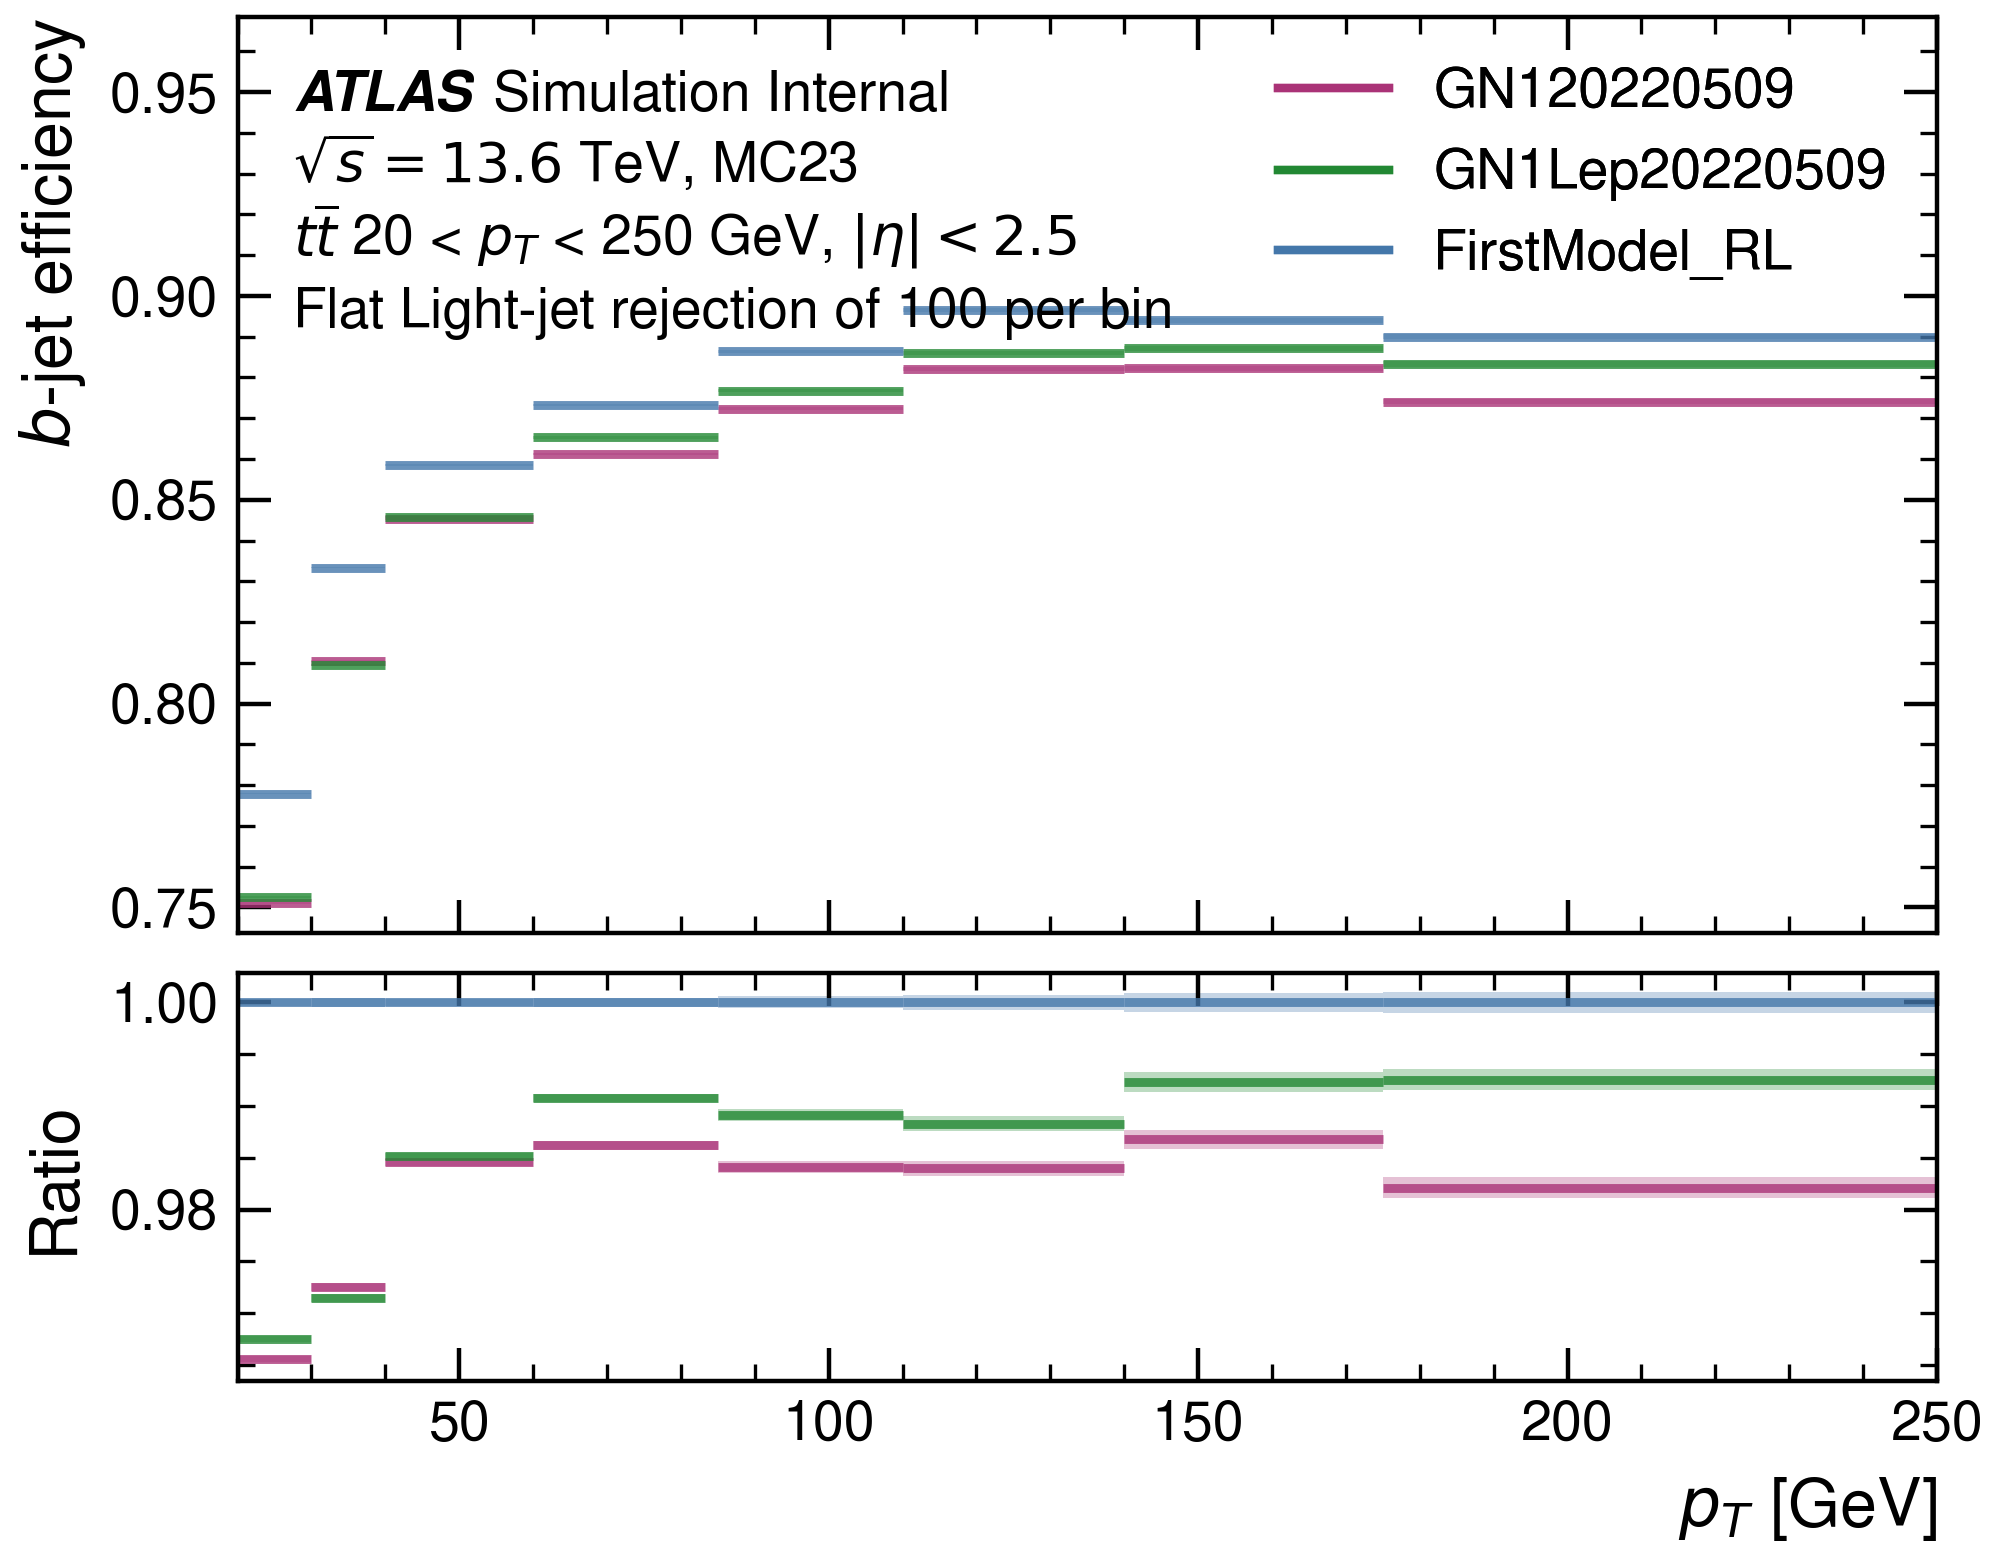 b-jet efficiency
0.95
0.90
0.85
0.80
0.75
ATLAS Simulation Internal
√s = 13.6 TeV, MC23
tt̅ 20 < p_T < 250 GeV, |η| < 2.5
Flat Light-jet rejection of 100 per bin
GN120220509
GN1Lep20220509
FirstModel_RL
Ratio
1.00
0.98
50 100 150 200 250
p_T [GeV]